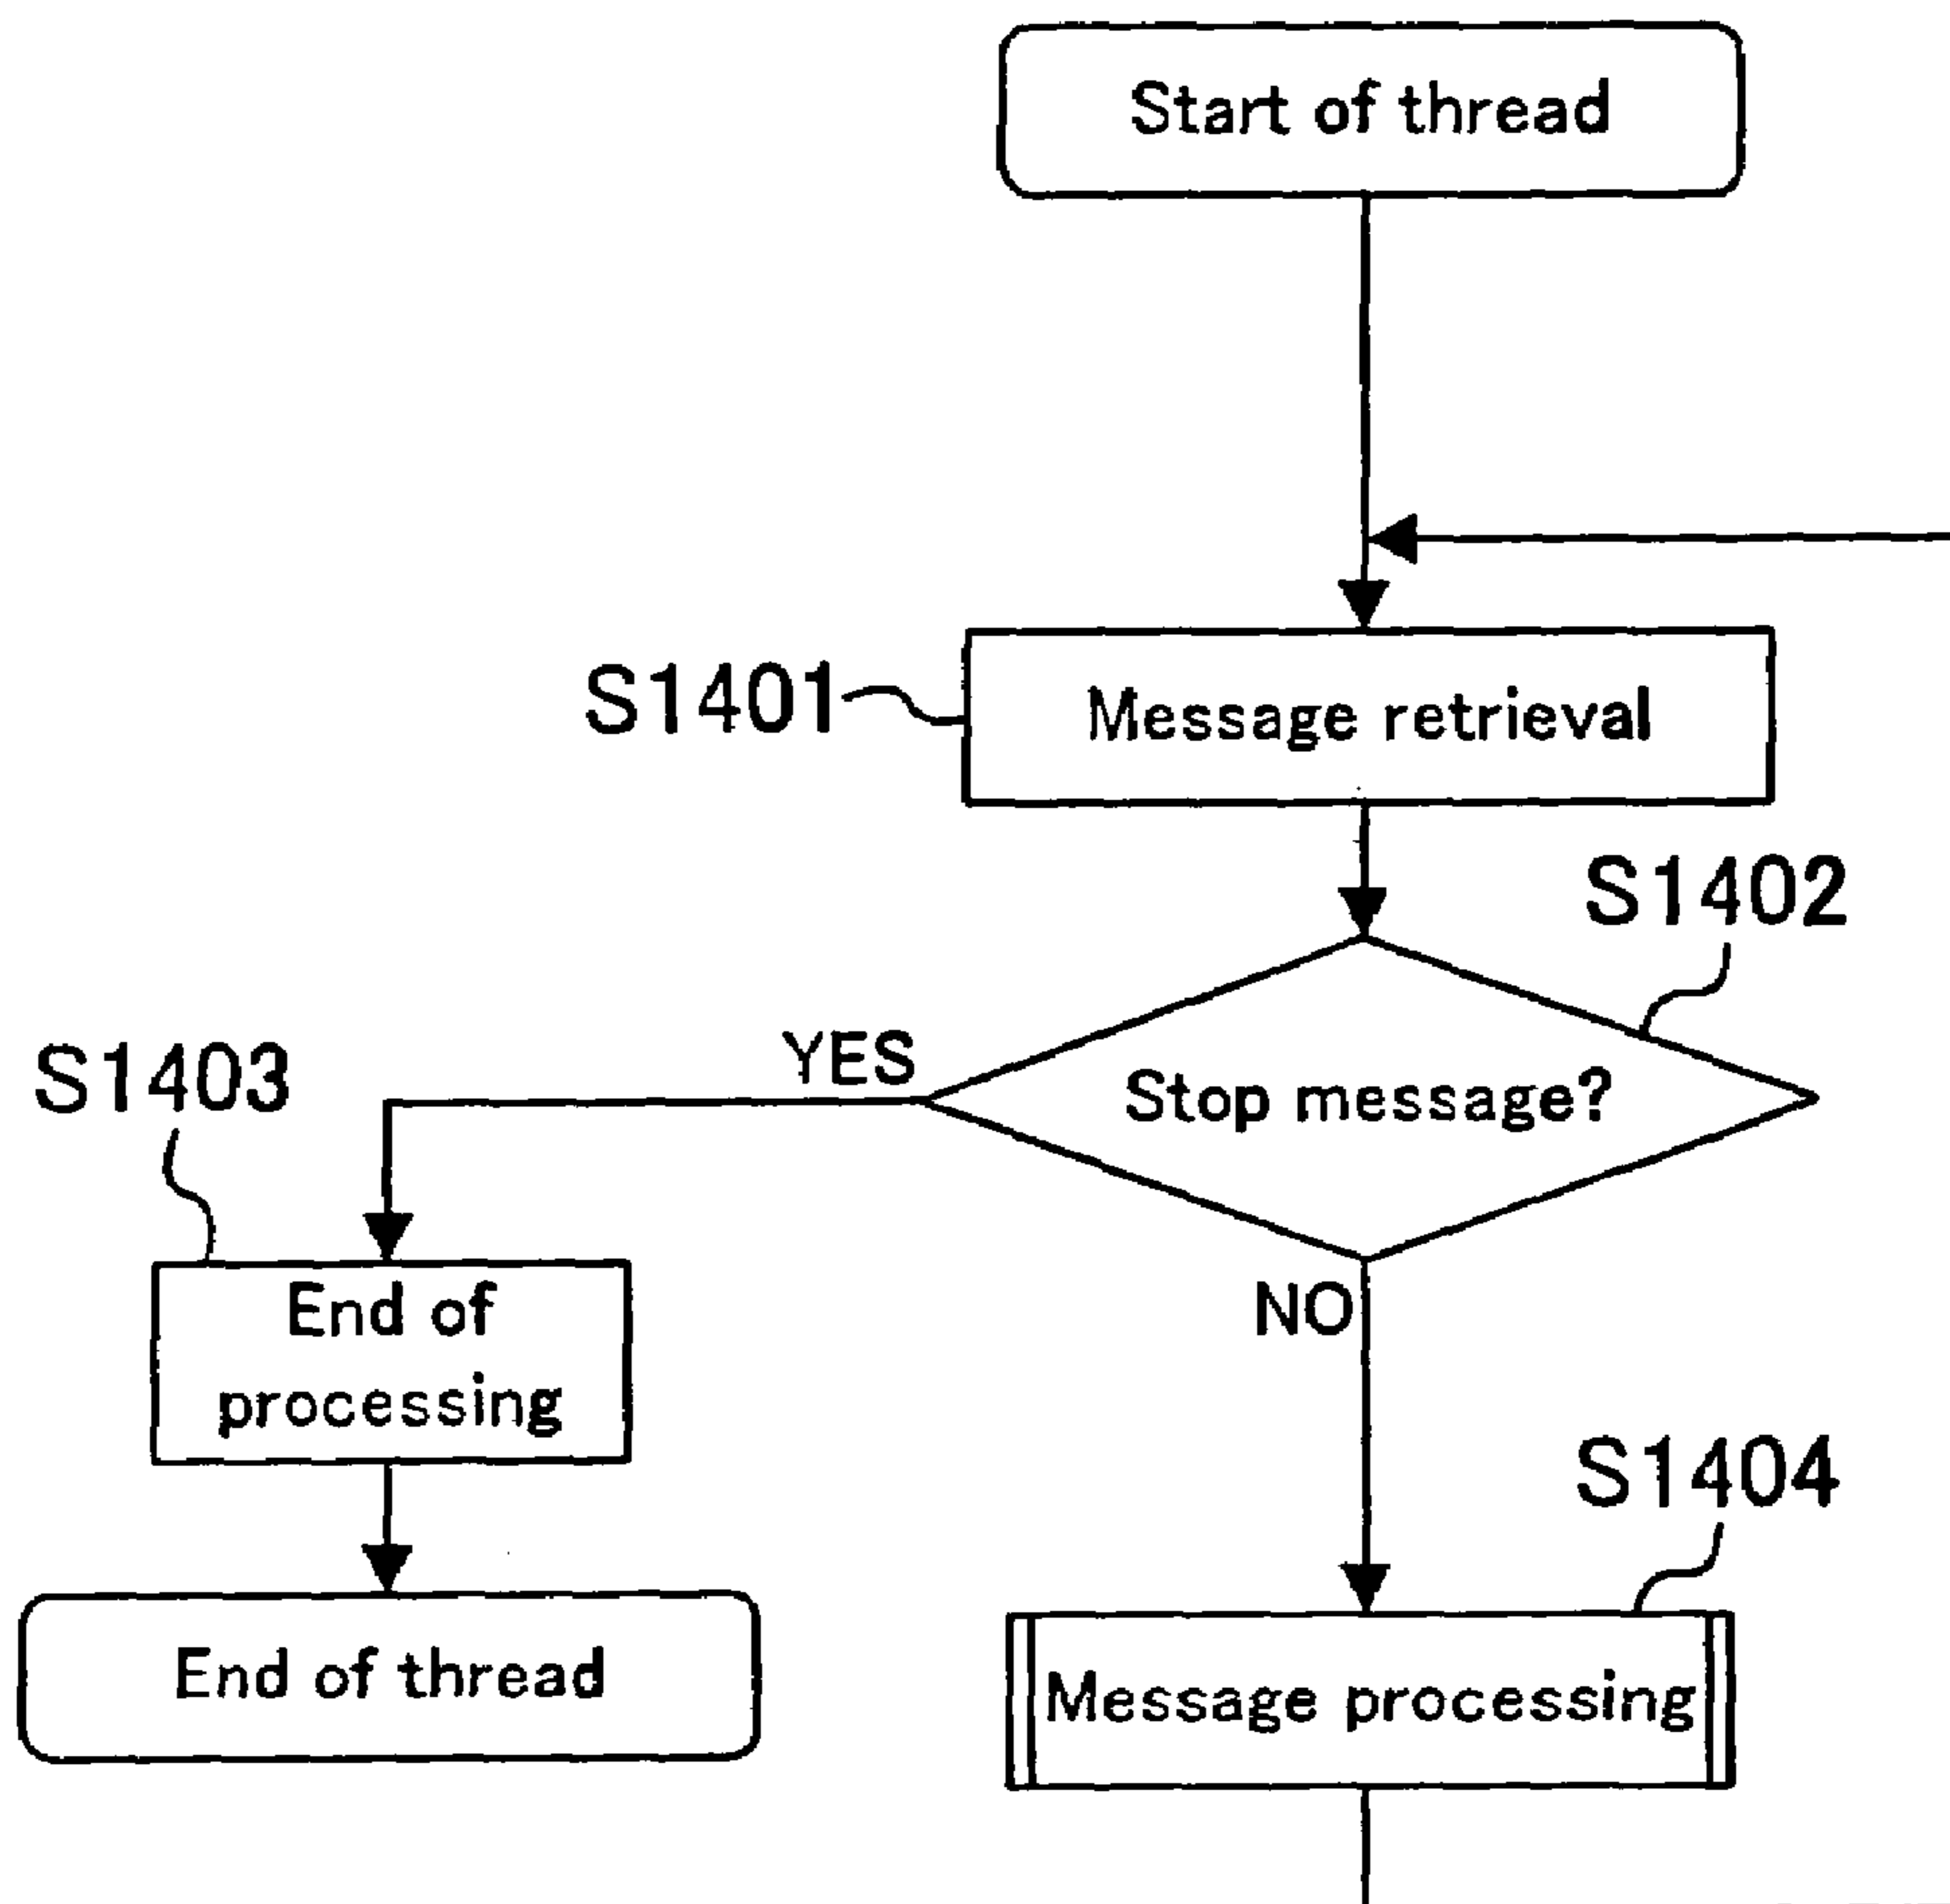 Start of thread
S1401
Message retrieval
S1402
S1403
YES
Stop message?
End of
processing
NO
S1404
End of thread
Message processing